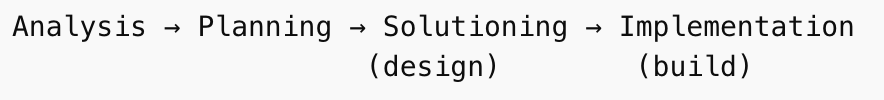 Analysis → Planning → Solutioning → Implementation
(design) (build)